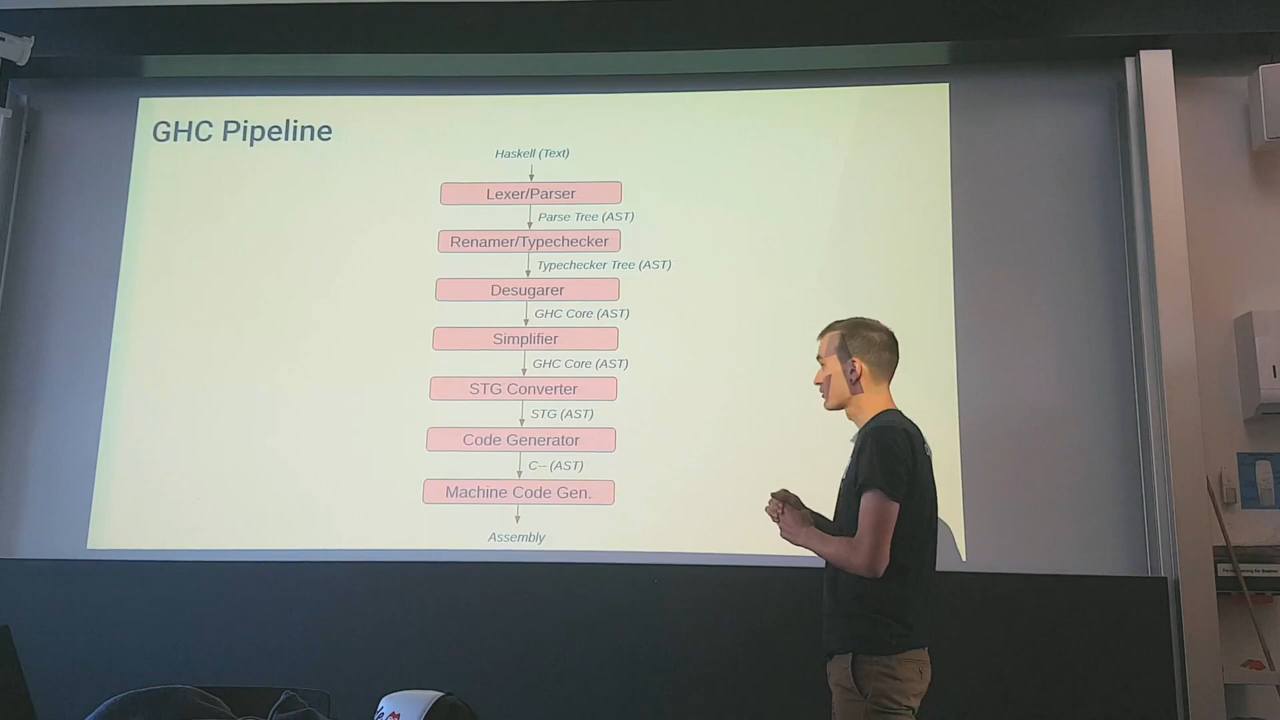 GHC Pipeline
Haskell (Text)
Lexer/Parser
Parse Tree (AST)
Renamer/Typechecker
Typechecker Tree (AST)
Desugarer
GHC Core (AST)
Simplifier
GHC Core (AST)
STG Converter
STG (AST)
Code Generator
C-- (AST)
Machine Code Gen.
Assembly